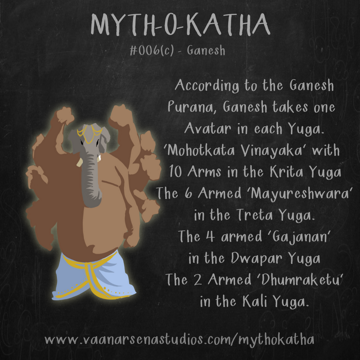 MYTH-O-KATHA
#006(c) - Ganesh
According to the Ganesh
Purana, Ganesh takes one
Avatar in each Yuga.
'Mohotkata Vinayaka' with
10 Arms in the Krita Yuga
The 6 Armed 'Mayureshwara'
in the Treta Yuga.
The 4 armed 'Gajanan'
in the Dwapar Yuga
The 2 Armed 'Dhumraketu'
in the Kali Yuga.
www.vaanarsenastudios.com/mythokatha